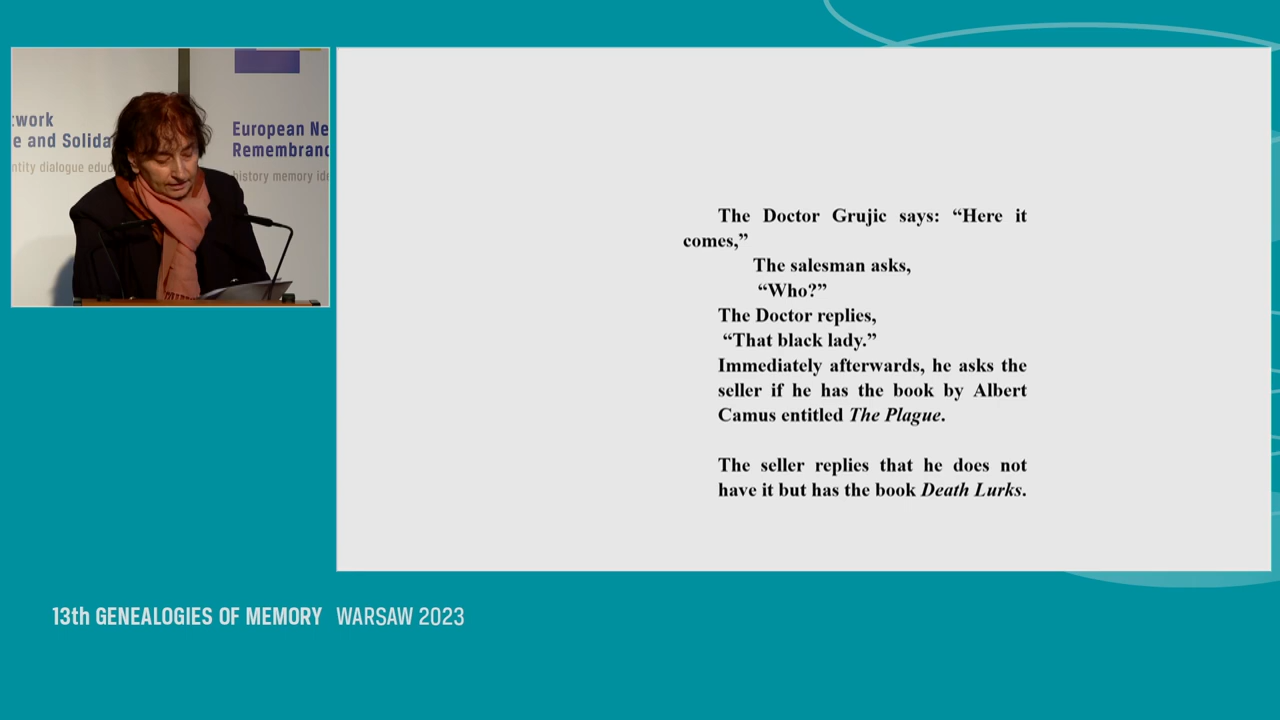 twork
e and Solida
ntity dialogue educ
European Ne
Remembranc
history memory ide
The Doctor Grujic says: “Here it
comes,”
The salesman asks,
“Who?”
The Doctor replies,
“That black lady.”
Immediately afterwards, he asks the
seller if he has the book by Albert
Camus entitled The Plague.
The seller replies that he does not
have it but has the book Death Lurks.
13th GENEALOGIES OF MEMORY WARSAW 2023